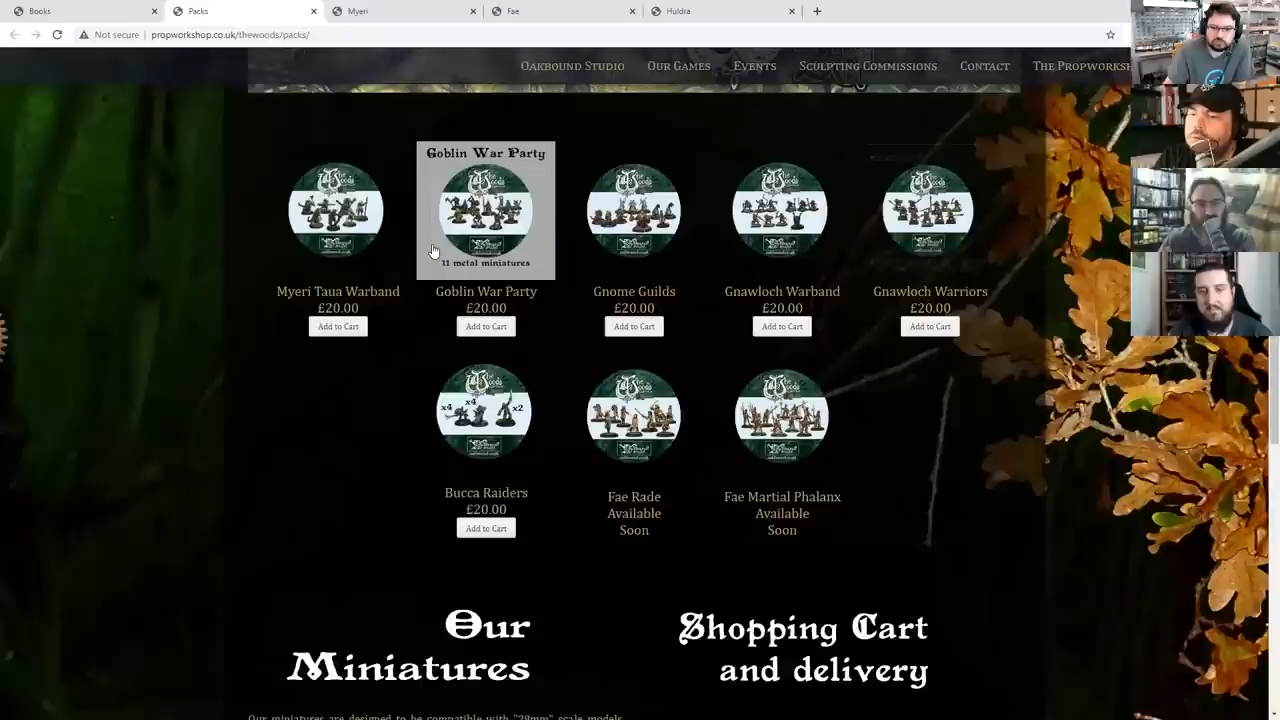 Books
Packs
Myeri
Fae
Huldra
Not secure
propworkshop.co.uk/thewoods/packs/
Oakbound Studio
Our Games
Events
Sculpting Commissions
Contact
The Propworksh
Goblin War Party
11 metal miniatures
Myeri Taua Warband
£20.00
Add to Cart
Goblin War Party
£20.00
Add to Cart
Gnome Guilds
£20.00
Add to Cart
Gnawloch Warband
£20.00
Add to Cart
Gnawloch Warriors
£20.00
Add to Cart
x4
x4
x2
Bucca Raiders
£20.00
Add to Cart
Fae Rade
Available
Soon
Fae Martial Phalanx
Available
Soon
Our
Miniatures
Shopping Cart
and delivery
Our miniatures are designed to be compatible with "28mm" scale models